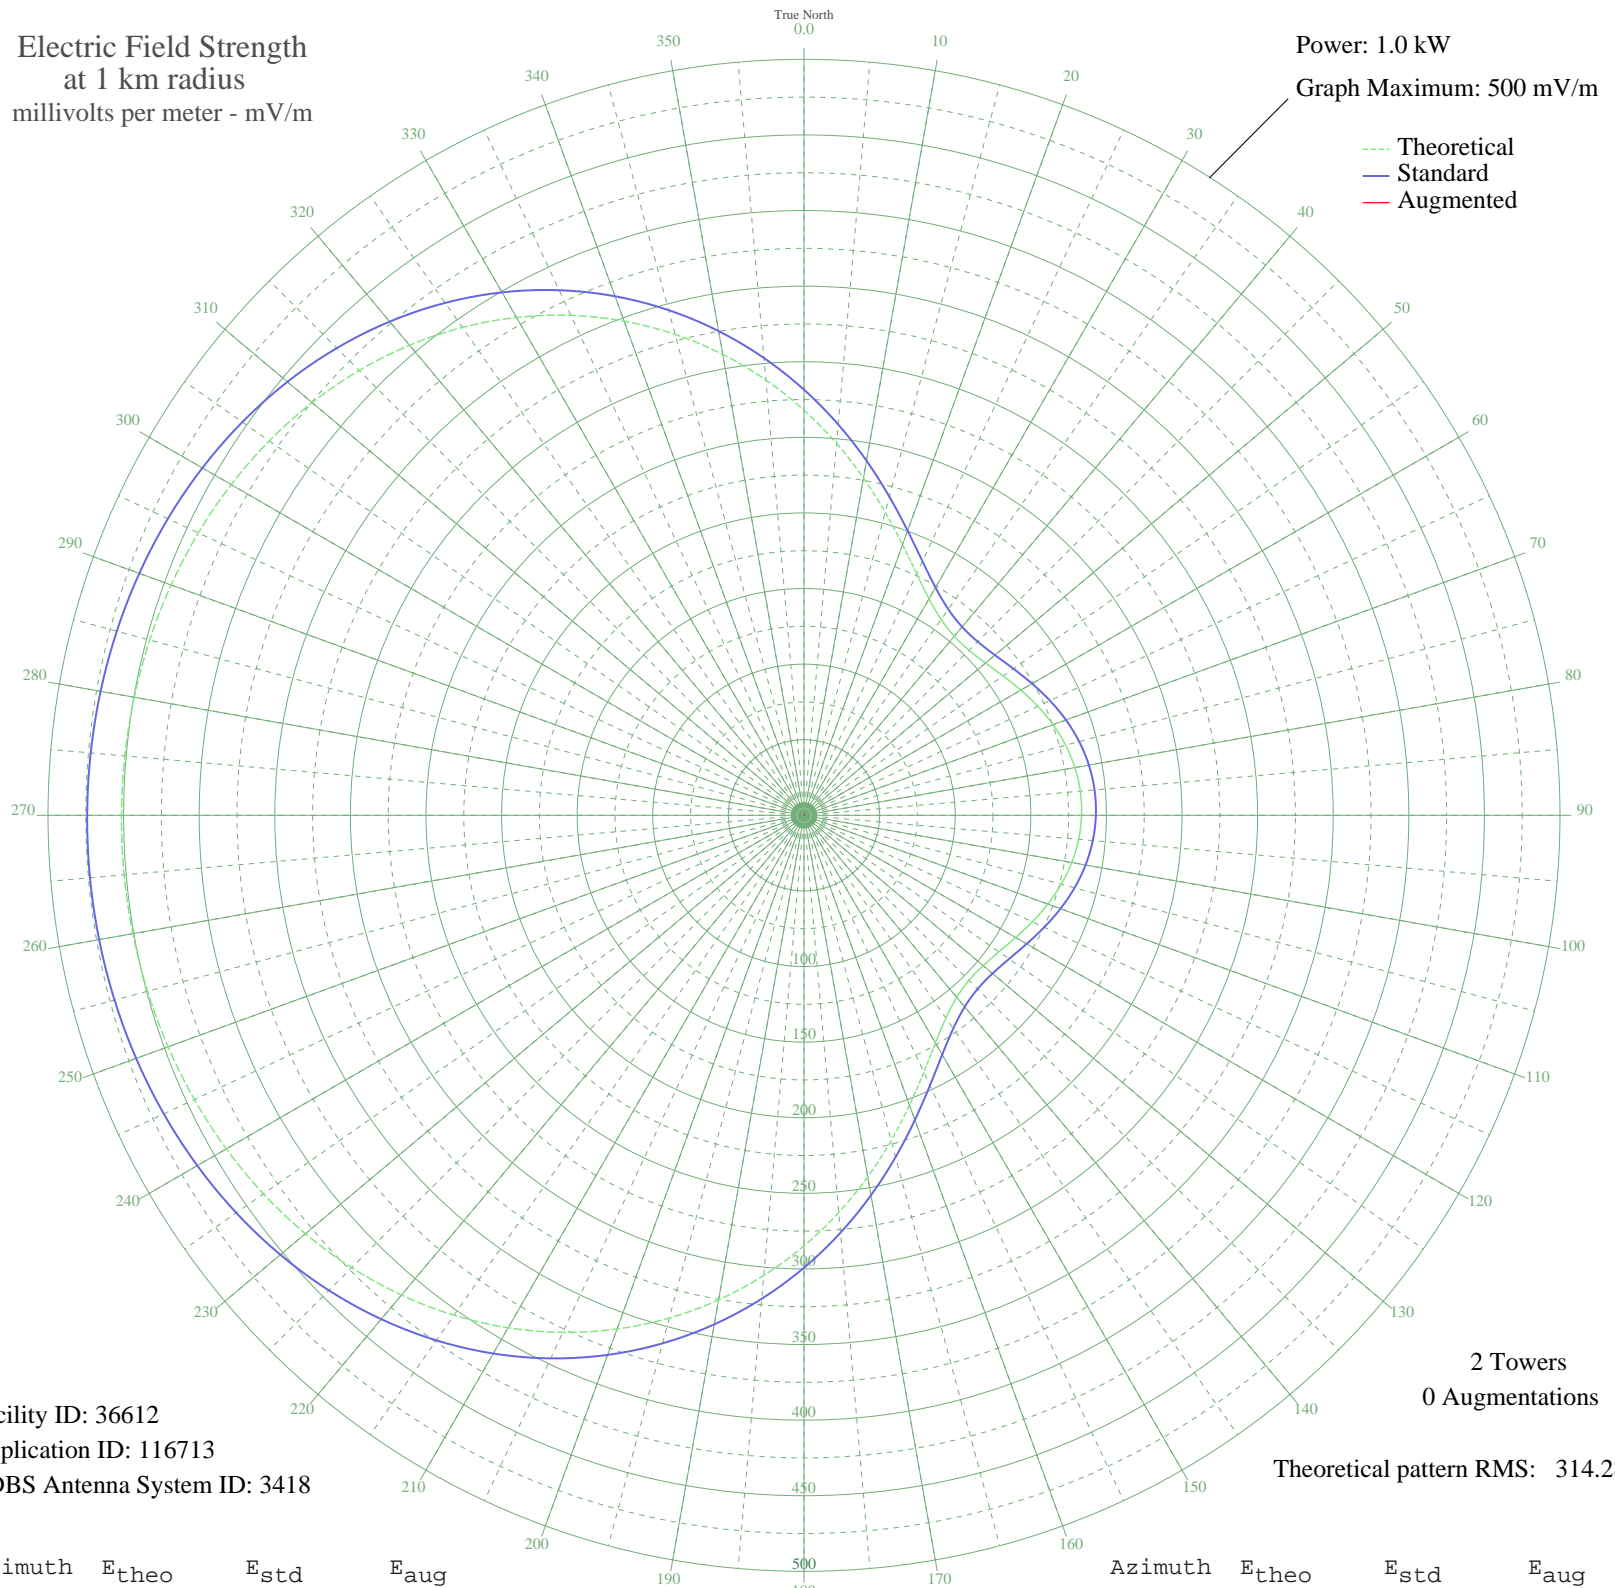 True North
0.0
Electric Field Strength
at 1 km radius
millivolts per meter - mV/m
Power: 1.0 kW
Graph Maximum: 500 mV/m
Theoretical
Standard
Augmented
10
20
30
40
50
60
70
80
90
100
110
120
130
140
150
160
170
190
200
210
220
230
240
250
260
270
280
290
300
310
320
330
340
350
100
150
200
250
300
350
400
450
500
2 Towers
0 Augmentations
Theoretical pattern RMS: 314.2
cility ID: 36612
plication ID: 116713
DBS Antenna System ID: 3418
imuth Etheo Estd Eaug
Azimuth Etheo Estd Eaug